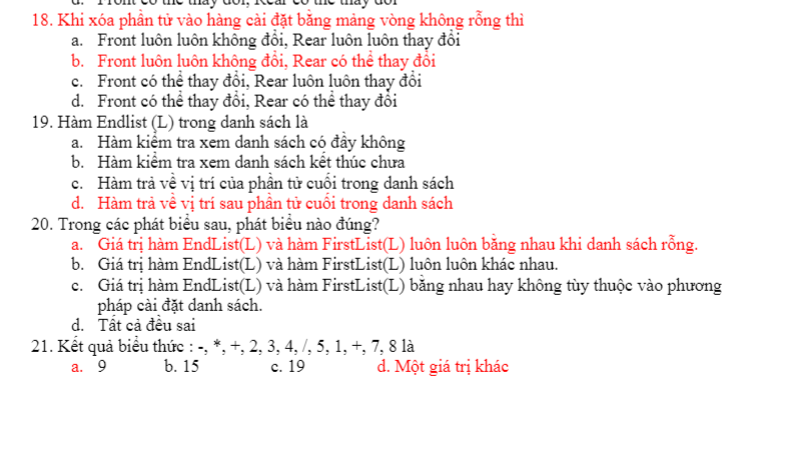 18. Khi xóa phần tử vào hàng cài đặt bằng mảng vòng không rỗng thì
a. Front luôn luôn không đổi, Rear luôn luôn thay đổi
b. Front luôn luôn không đổi, Rear có thể thay đổi
c. Front có thể thay đổi, Rear luôn luôn thay đổi
d. Front có thể thay đổi, Rear có thể thay đổi
19. Hàm Endlist (L) trong danh sách là
a. Hàm kiểm tra xem danh sách có đầy không
b. Hàm kiểm tra xem danh sách kết thúc chưa
c. Hàm trả về vị trí của phần tử cuối trong danh sách
d. Hàm trả về vị trí sau phần tử cuối trong danh sách
20. Trong các phát biểu sau, phát biểu nào đúng?
a. Giá trị hàm EndList(L) và hàm FirstList(L) luôn luôn bằng nhau khi danh sách rỗng.
b. Giá trị hàm EndList(L) và hàm FirstList(L) luôn luôn khác nhau.
c. Giá trị hàm EndList(L) và hàm FirstList(L) bằng nhau hay không tùy thuộc vào phương
pháp cài đặt danh sách.
d. Tất cả đều sai
21. Kết quả biểu thức : -, *, +, 2, 3, 4, /, 5, 1, +, 7, 8 là
a. 9 b. 15 c. 19 d. Một giá trị khác